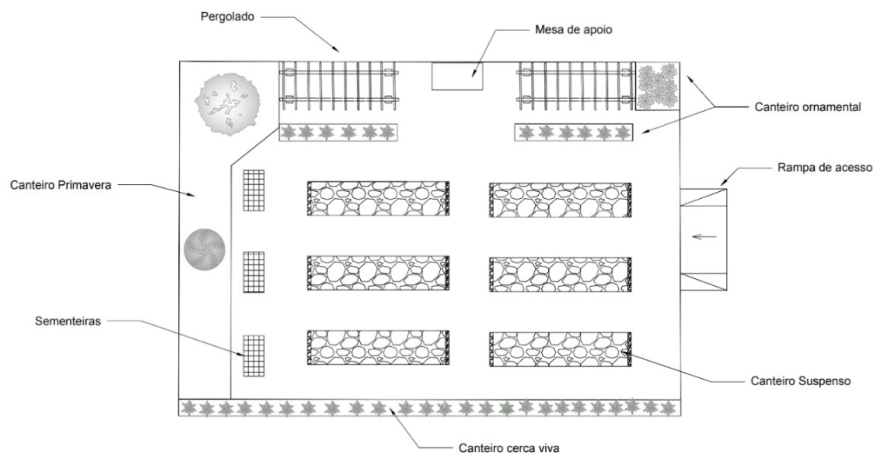 Pergolado
Mesa de apoio
Canteiro ornamental
Rampa de acesso
Canteiro Primavera
Sementeiras
Canteiro Suspenso
Canteiro cerca viva